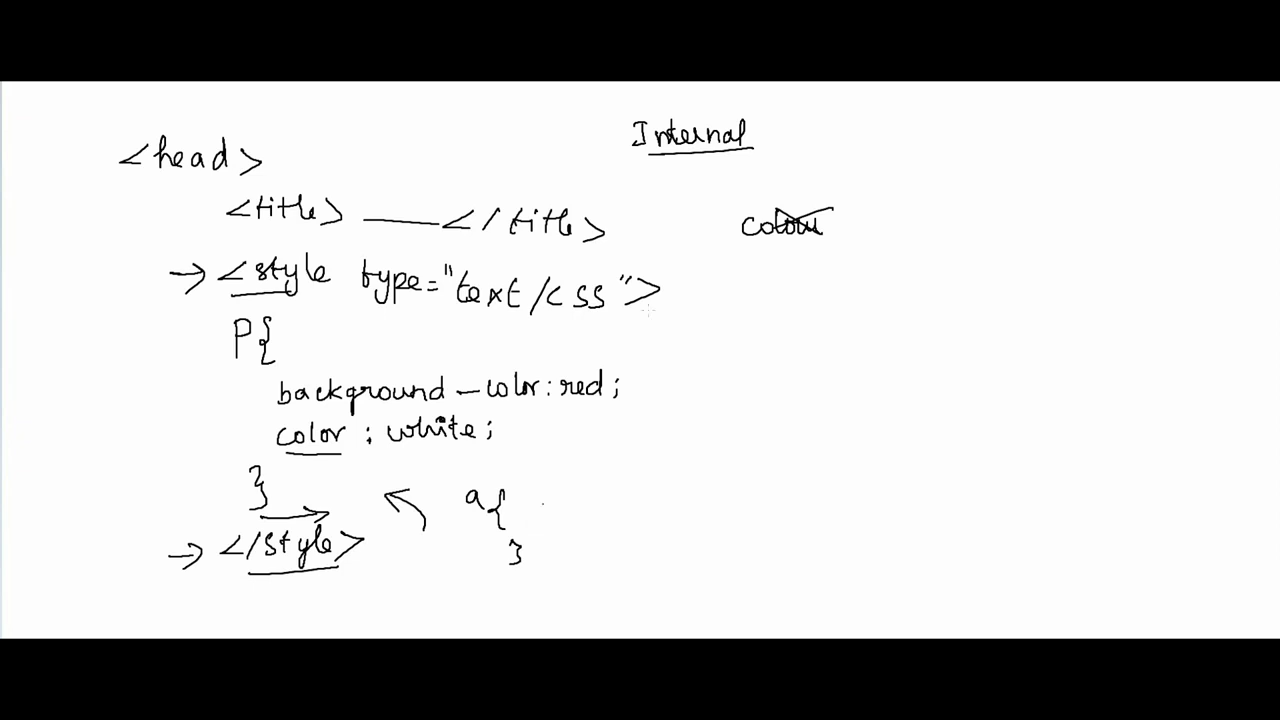 Internal
<head>
<title> —— </title>
colour
→ <style type="text/css">
P{
background-color:red;
color : white;
}
a{
}
→ </style>